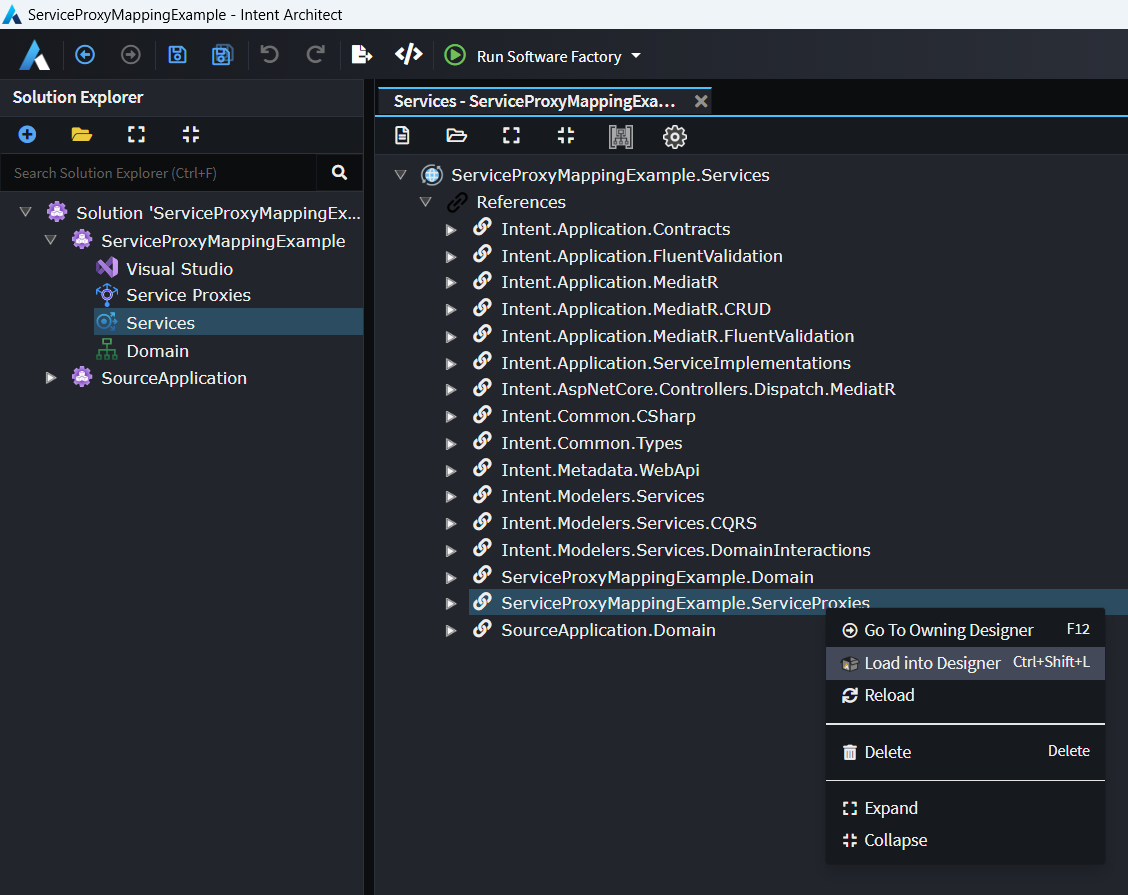 ServiceProxyMappingExample - Intent Architect
Run Software Factory
Solution Explorer
Search Solution Explorer (Ctrl+F)
Solution 'ServiceProxyMappingEx...
ServiceProxyMappingExample
Visual Studio
Service Proxies
Services
Domain
SourceApplication
Services - ServiceProxyMappingExa...
ServiceProxyMappingExample.Services
References
Intent.Application.Contracts
Intent.Application.FluentValidation
Intent.Application.MediatR
Intent.Application.MediatR.CRUD
Intent.Application.MediatR.FluentValidation
Intent.Application.ServiceImplementations
Intent.AspNetCore.Controllers.Dispatch.MediatR
Intent.Common.CSharp
Intent.Common.Types
Intent.Metadata.WebApi
Intent.Modelers.Services
Intent.Modelers.Services.CQRS
Intent.Modelers.Services.DomainInteractions
ServiceProxyMappingExample.Domain
ServiceProxyMappingExample.ServiceProxies
SourceApplication.Domain
Go To Owning Designer F12
Load into Designer Ctrl+Shift+L
Reload
Delete Delete
Expand
Collapse